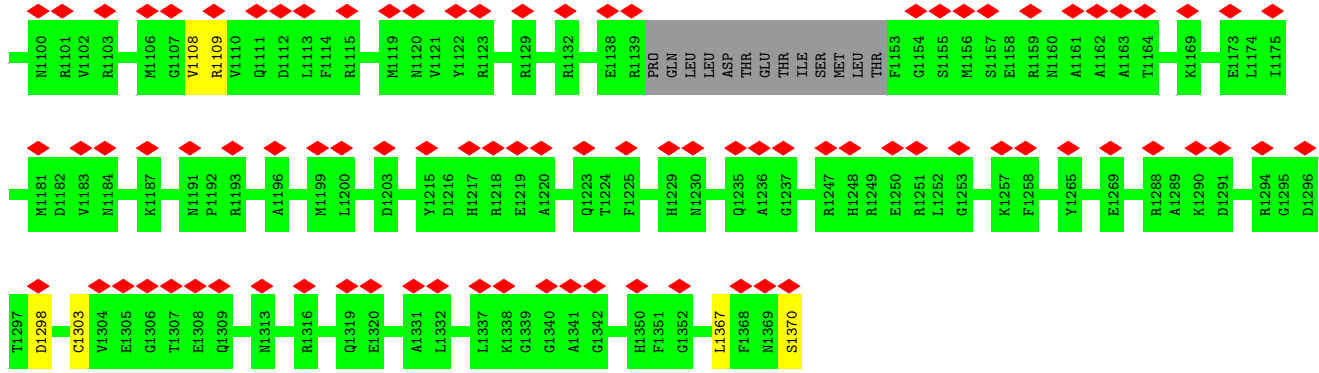 N1100 R1101 V1102 R1103 M1106 G1107 V1108 R1109 V1110 Q1111 D1112 L1113 F1114 R1115 M1119 N1120 V1121 Y1122 R1123 R1129 R1132 E1138 R1139 PRO GLN LEU LEU ASP THR GLU THR ILE SER MET LEU THR F1153 G1154 S1155 M1156 S1157 E1158 R1159 N1160 A1161 A1162 A1163 T1164 K1169 E1173 L1174 I1175
M1181 D1182 V1183 N1184 K1187 N1191 P1192 R1193 A1196 M1199 L1200 D1203 Y1215 D1216 H1217 R1218 E1219 A1220 Q1223 T1224 F1225 H1229 N1230 Q1235 A1236 G1237 R1247 H1248 R1249 E1250 R1251 L1252 G1253 K1257 F1258 Y1265 E1269 R1288 A1289 K1290 D1291 R1294 G1295 D1296
T1297 D1298 C1303 V1304 E1305 G1306 T1307 E1308 Q1309 N1313 R1316 Q1319 E1320 A1331 L1332 L1337 K1338 G1339 G1340 A1341 G1342 H1350 F1351 G1352 L1367 F1368 N1369 S1370